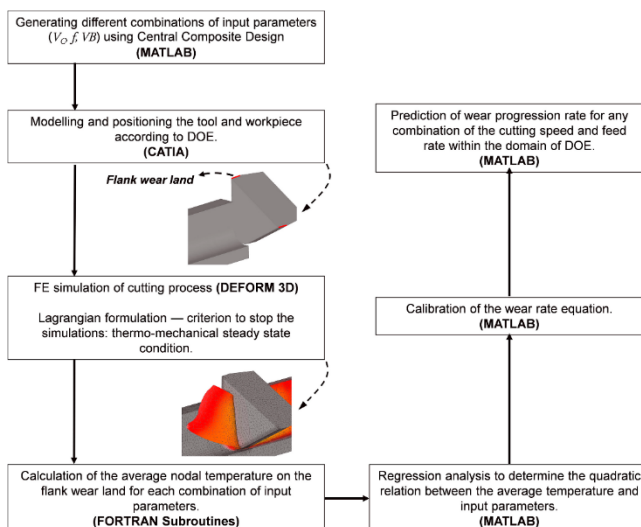 Generating different combinations of input parameters
(V_O f, VB) using Central Composite Design
(MATLAB)
Modelling and positioning the tool and workpiece
according to DOE.
(CATIA)
Flank wear land
FE simulation of cutting process (DEFORM 3D)
Lagrangian formulation — criterion to stop the
simulations: thermo-mechanical steady state
condition.
Calculation of the average nodal temperature on the
flank wear land for each combination of input
parameters.
(FORTRAN Subroutines)
Regression analysis to determine the quadratic
relation between the average temperature and
input parameters.
(MATLAB)
Calibration of the wear rate equation.
(MATLAB)
Prediction of wear progression rate for any
combination of the cutting speed and feed
rate within the domain of DOE.
(MATLAB)